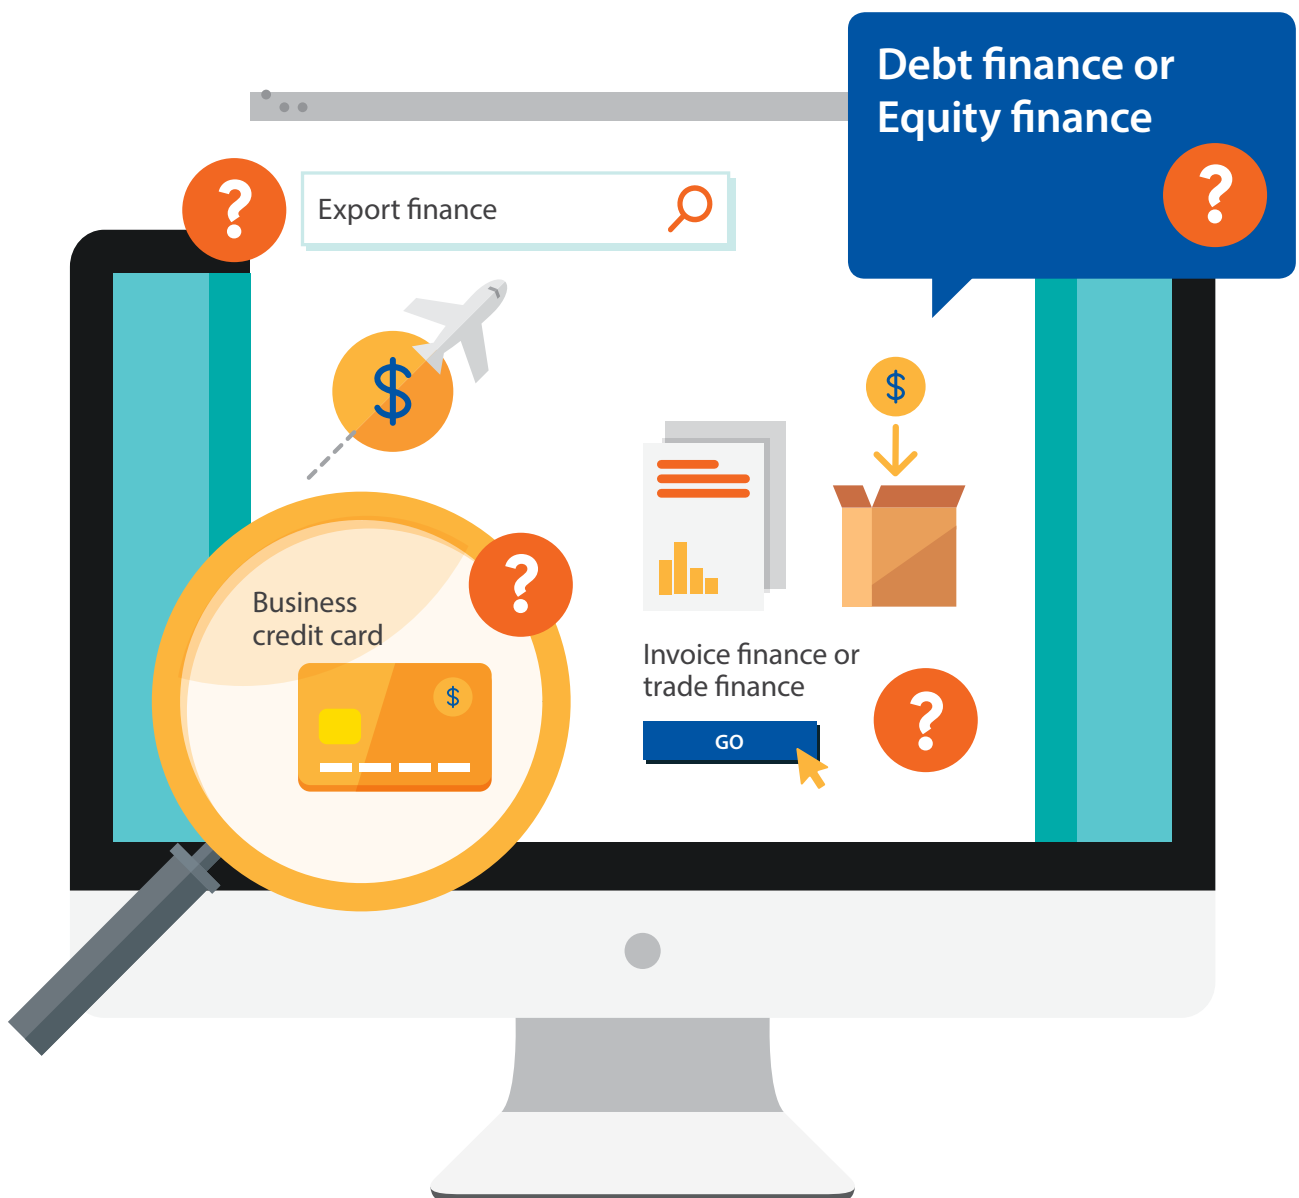 Debt finance or
Equity finance
?
?
Export finance
$
$
?
Business
credit card
$
Invoice finance or
trade finance
?
GO